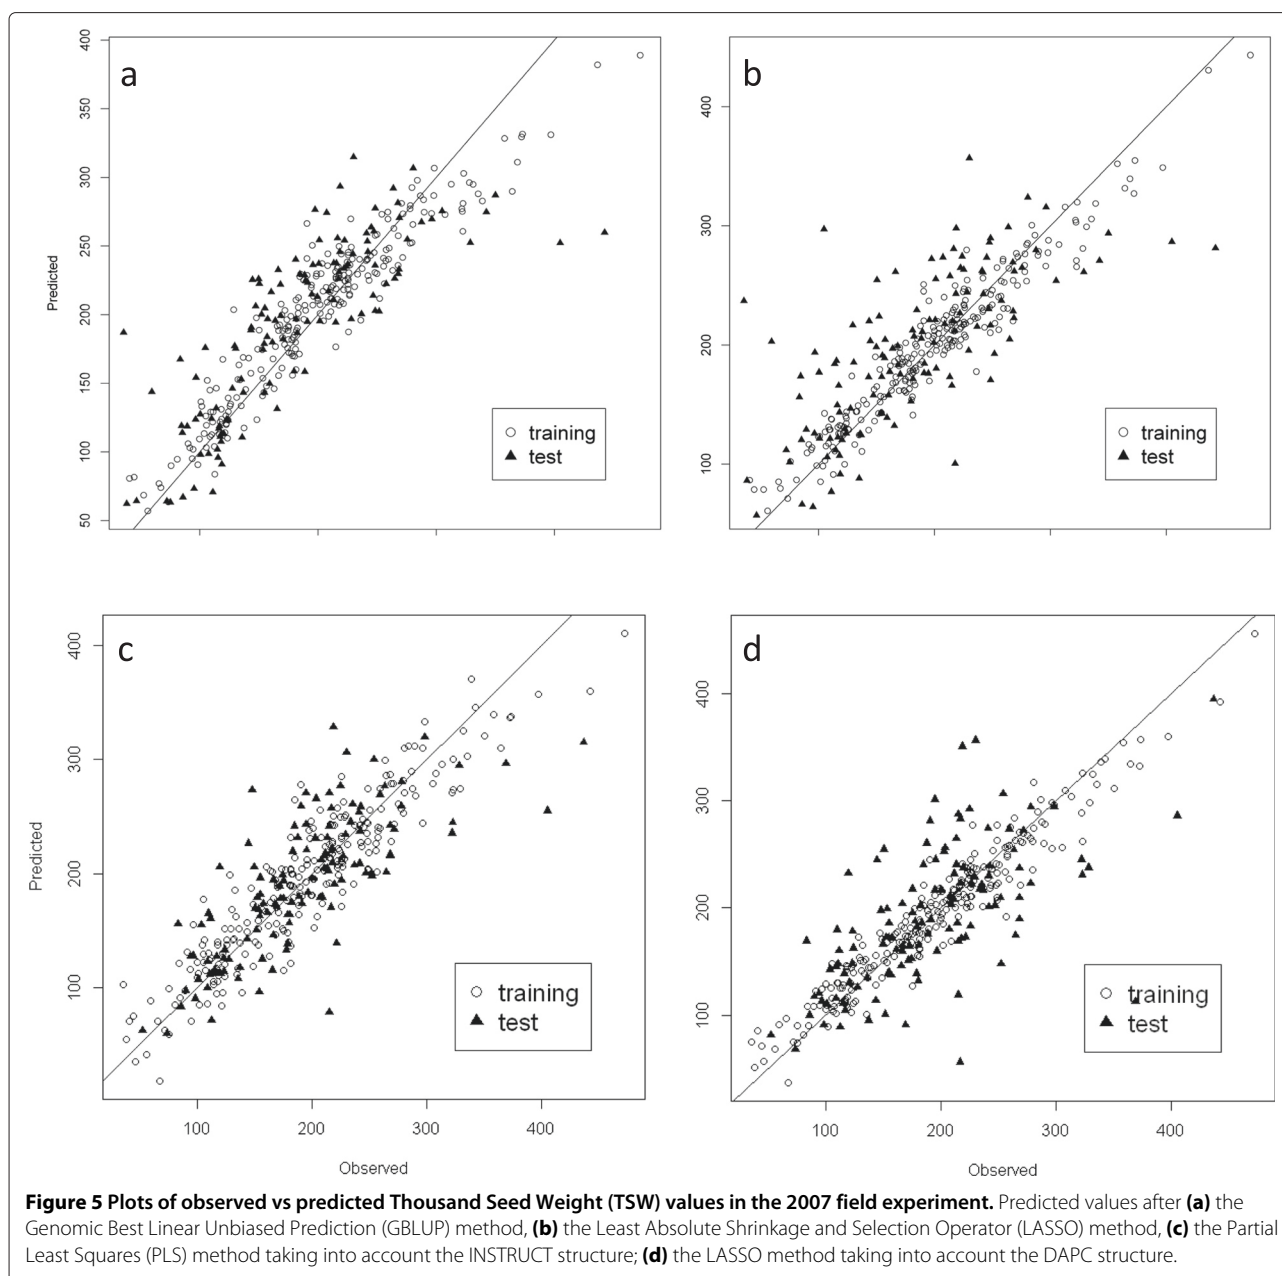 a
400
350
300
250
200
150
100
50
Predicted
training
test
b
400
300
200
100
training
test
c
400
300
200
100
Predicted
training
test
100 200 300 400
Observed
d
400
300
200
100
training
test
100 200 300 400
Observed
Figure 5 Plots of observed vs predicted Thousand Seed Weight (TSW) values in the 2007 field experiment. Predicted values after (a) the
Genomic Best Linear Unbiased Prediction (GBLUP) method, (b) the Least Absolute Shrinkage and Selection Operator (LASSO) method, (c) the Partial
Least Squares (PLS) method taking into account the INSTRUCT structure; (d) the LASSO method taking into account the DAPC structure.